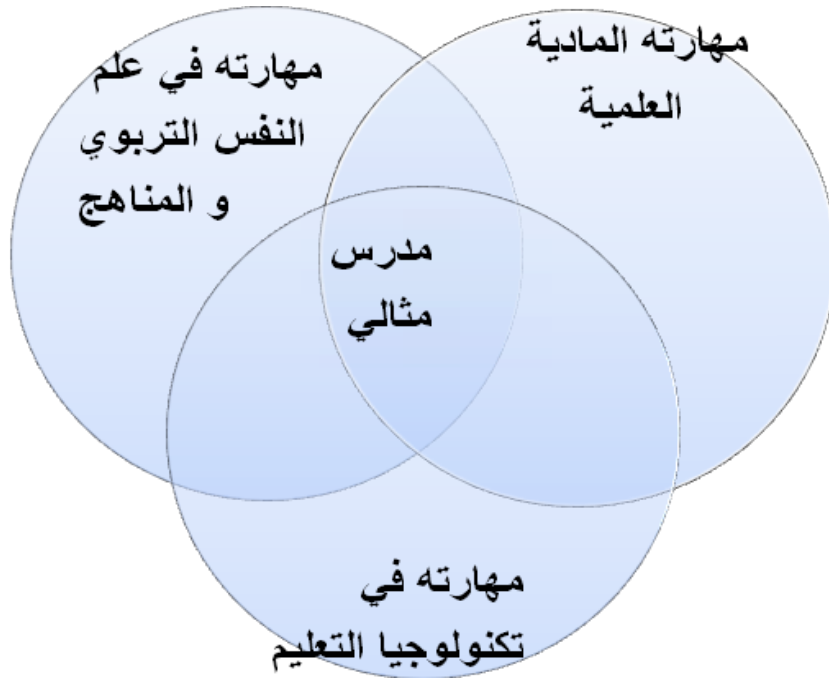 مهارته المادية
العلمية
مهارته في علم
النفس التربوي
و المناهج
مدرس
مثالي
مهارته في
تكنولوجيا التعليم